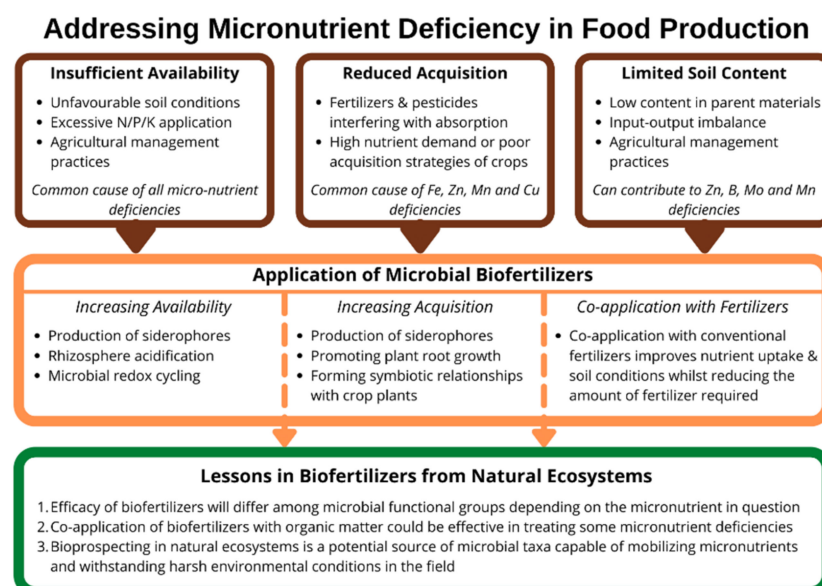 Addressing Micronutrient Deficiency in Food Production
Insufficient Availability
• Unfavourable soil conditions
• Excessive N/P/K application
• Agricultural management
practices
Common cause of all micro-nutrient
deficiencies
Reduced Acquisition
• Fertilizers & pesticides
interfering with absorption
• High nutrient demand or poor
acquisition strategies of crops
Common cause of Fe, Zn, Mn and Cu
deficiencies
Limited Soil Content
• Low content in parent materials
• Input-output imbalance
• Agricultural management
practices
Can contribute to Zn, B, Mo and Mn
deficiencies
Application of Microbial Biofertilizers
Increasing Availability
• Production of siderophores
• Rhizosphere acidification
• Microbial redox cycling
Increasing Acquisition
• Production of siderophores
• Promoting plant root growth
• Forming symbiotic relationships
with crop plants
Co-application with Fertilizers
• Co-application with conventional
fertilizers improves nutrient uptake &
soil conditions whilst reducing the
amount of fertilizer required
Lessons in Biofertilizers from Natural Ecosystems
1. Efficacy of biofertilizers will differ among microbial functional groups depending on the micronutrient in question
2. Co-application of biofertilizers with organic matter could be effective in treating some micronutrient deficiencies
3. Bioprospecting in natural ecosystems is a potential source of microbial taxa capable of mobilizing micronutrients
and withstanding harsh environmental conditions in the field